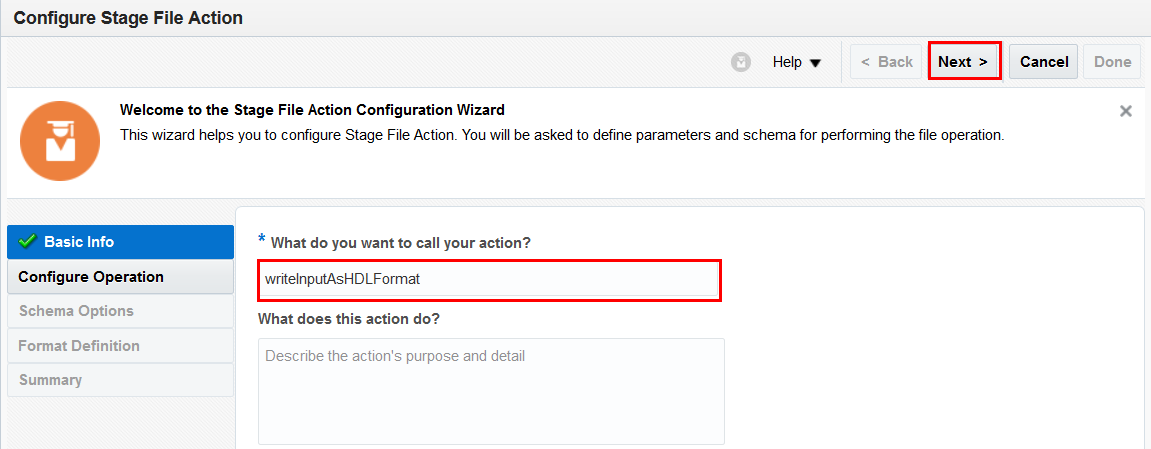 Configure Stage File Action
Help
< Back
Next >
Cancel
Done
Welcome to the Stage File Action Configuration Wizard
This wizard helps you to configure Stage File Action. You will be asked to define parameters and schema for performing the file operation.
Basic Info
Configure Operation
Schema Options
Format Definition
Summary
* What do you want to call your action?
writeInputAsHDLFormat
What does this action do?
Describe the action's purpose and detail